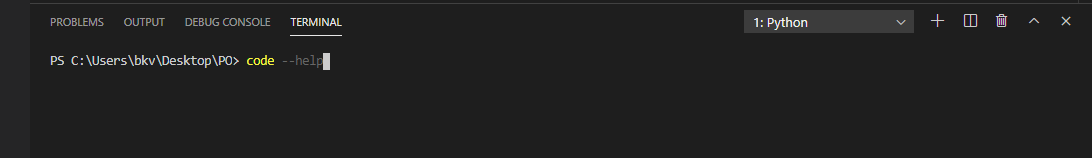 PROBLEMS OUTPUT DEBUG CONSOLE TERMINAL 1: Python
PS C:\Users\bkv\Desktop\PO> code --help